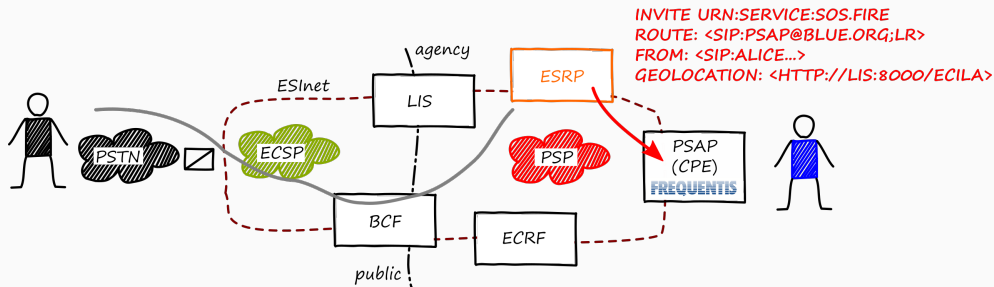 INVITE URN:SERVICE:SOS.FIRE
ROUTE: <SIP:PSAP@BLUE.ORG;LR>
FROM: <SIP:ALICE...>
GEOLOCATION: <HTTP://LIS:8000/ECILA>
agency
ESInet
LIS
ESRP
PSTN
ECSP
PSP
PSAP
(CPE)
FREQUENTIS
BCF
ECRF
public